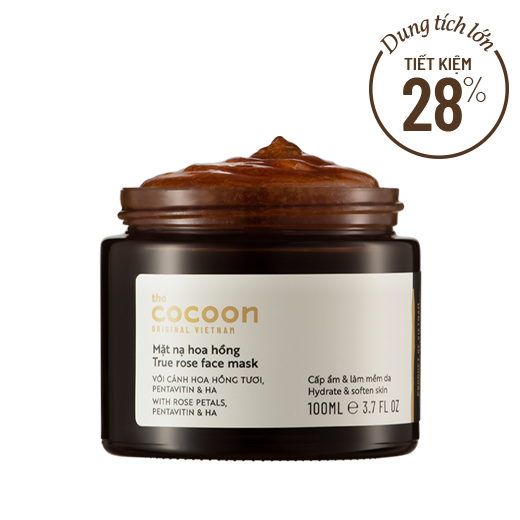 Dung tích lớn
TIẾT KIỆM
28%
the
cocoon
ORIGINAL VIETNAM
Mặt nạ hoa hồng
True rose face mask
VỚI CÁNH HOA HỒNG TƯƠI,
PENTAVITIN & HA
WITH ROSE PETALS,
PENTAVITIN & HA
Cấp ẩm & làm mềm da
Hydrate & soften skin
100ML ℮ 3.7 FL OZ